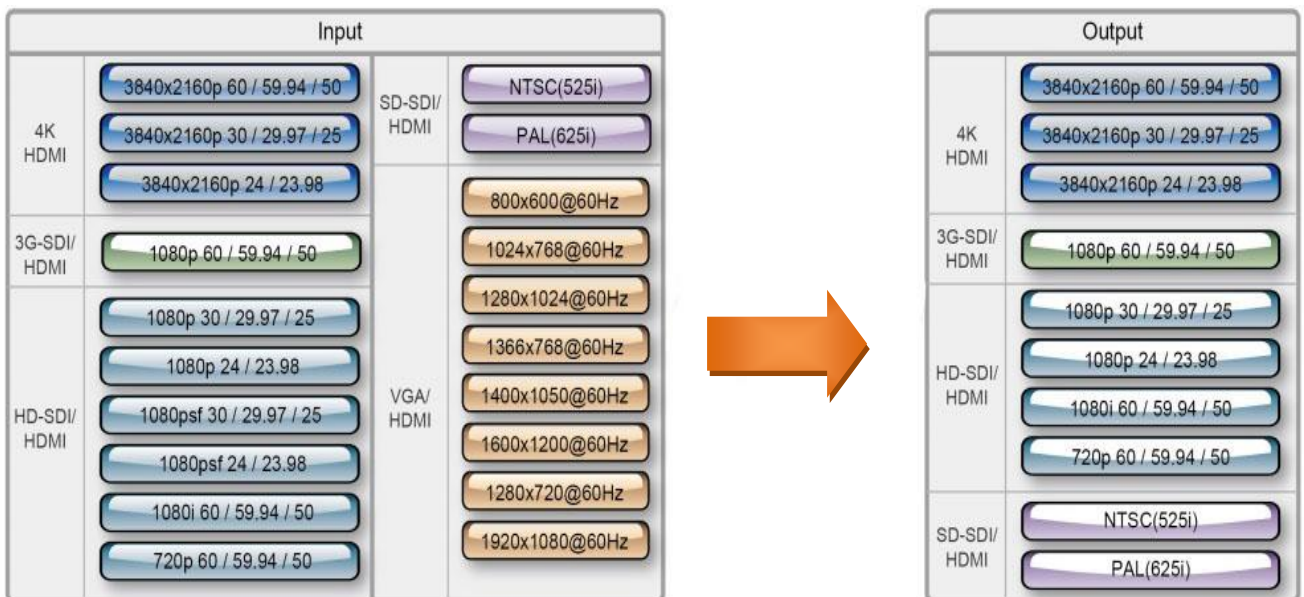 Input
4K
HDMI
3840x2160p 60 / 59.94 / 50
3840x2160p 30 / 29.97 / 25
3840x2160p 24 / 23.98
3G-SDI/
HDMI
1080p 60 / 59.94 / 50
HD-SDI/
HDMI
1080p 30 / 29.97 / 25
1080p 24 / 23.98
1080psf 30 / 29.97 / 25
1080psf 24 / 23.98
1080i 60 / 59.94 / 50
720p 60 / 59.94 / 50
SD-SDI/
HDMI
NTSC(525i)
PAL(625i)
VGA/
HDMI
800x600@60Hz
1024x768@60Hz
1280x1024@60Hz
1366x768@60Hz
1400x1050@60Hz
1600x1200@60Hz
1280x720@60Hz
1920x1080@60Hz
Output
4K
HDMI
3840x2160p 60 / 59.94 / 50
3840x2160p 30 / 29.97 / 25
3840x2160p 24 / 23.98
3G-SDI/
HDMI
1080p 60 / 59.94 / 50
HD-SDI/
HDMI
1080p 30 / 29.97 / 25
1080p 24 / 23.98
1080i 60 / 59.94 / 50
720p 60 / 59.94 / 50
SD-SDI/
HDMI
NTSC(525i)
PAL(625i)